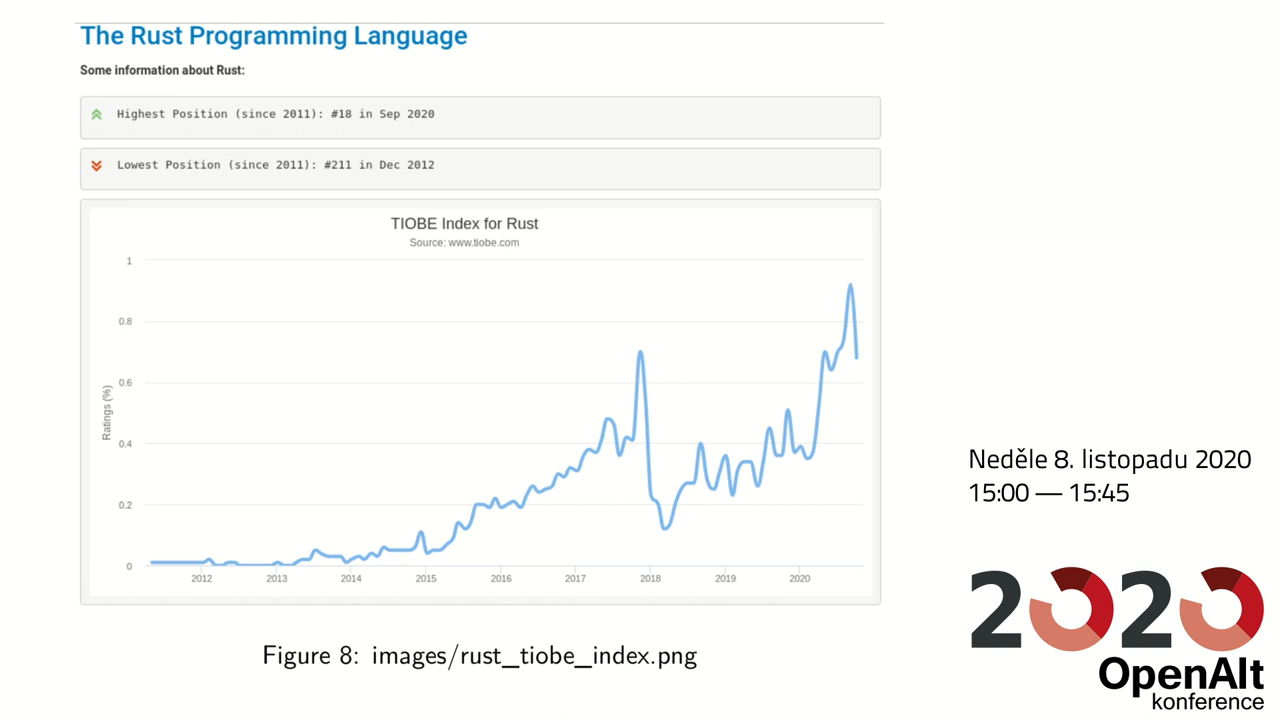 The Rust Programming Language
Some information about Rust:
Highest Position (since 2011): #18 in Sep 2020
Lowest Position (since 2011): #211 in Dec 2012
TIOBE Index for Rust
Source: www.tiobe.com
1
0.8
0.6
0.4
0.2
0
Ratings (%)
2012 2013 2014 2015 2016 2017 2018 2019 2020
Figure 8: images/rust_tiobe_index.png
Neděle 8. listopadu 2020
15:00 — 15:45
2020
OpenAlt
konference